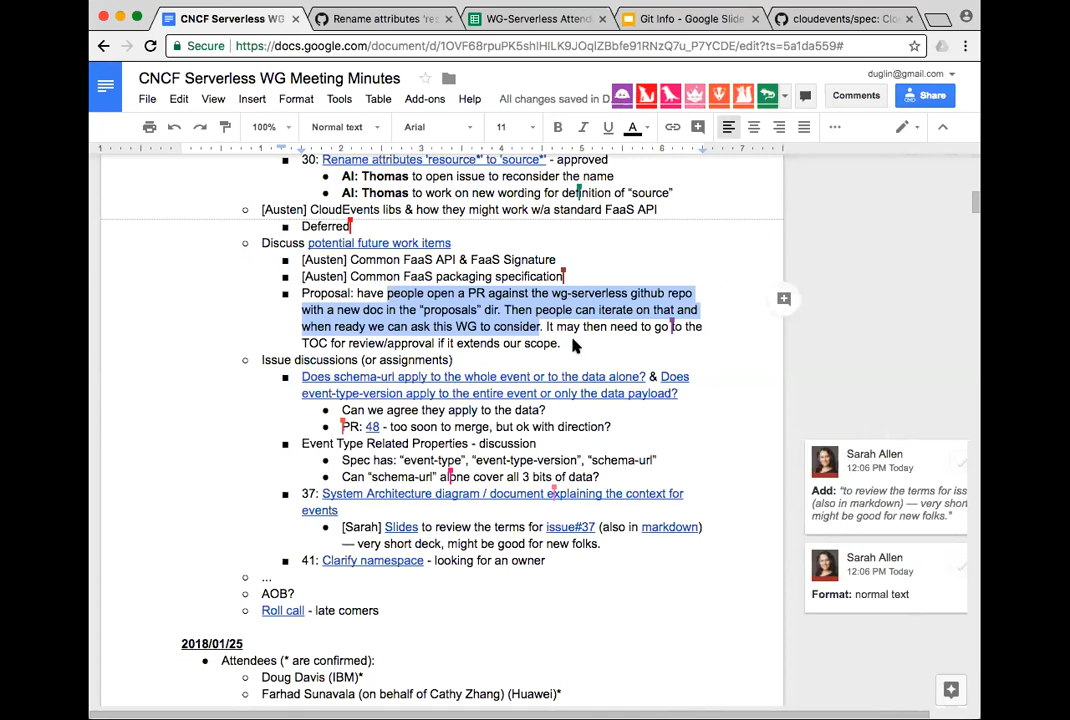 CNCF Serverless WG
Rename attributes 'res
WG-Serverless Attend
Git Info - Google Slide
cloudevents/spec: Clo
Secure
https://docs.google.com/document/d/1OVF68rpuPK5shlHlLK9JOqlZBbfe91RNzQ7u_P7YCDE/edit?ts=5a1da559#
CNCF Serverless WG Meeting Minutes
duglin@gmail.com
File Edit View Insert Format Tools Table Add-ons Help All changes saved in D
Comments
Share
100% Normal text Arial 11 B I U A
1 1 2 3 4 5 6 7
30: Rename attributes 'resource*' to 'source*' - approved
AI: Thomas to open issue to reconsider the name
AI: Thomas to work on new wording for definition of “source”
[Austen] CloudEvents libs & how they might work w/a standard FaaS API
Deferred
Discuss potential future work items
[Austen] Common FaaS API & FaaS Signature
[Austen] Common FaaS packaging specification
Proposal: have people open a PR against the wg-serverless github repo
with a new doc in the “proposals” dir. Then people can iterate on that and
when ready we can ask this WG to consider. It may then need to go to the
TOC for review/approval if it extends our scope.
Issue discussions (or assignments)
Does schema-url apply to the whole event or to the data alone? & Does
event-type-version apply to the entire event or only the data payload?
Can we agree they apply to the data?
PR: 48 - too soon to merge, but ok with direction?
Event Type Related Properties - discussion
Spec has: “event-type”, “event-type-version”, “schema-url”
Can “schema-url” alone cover all 3 bits of data?
37: System Architecture diagram / document explaining the context for
events
[Sarah] Slides to review the terms for issue#37 (also in markdown)
— very short deck, might be good for new folks.
41: Clarify namespace - looking for an owner
...
AOB?
Roll call - late comers
2018/01/25
Attendees (* are confirmed):
Doug Davis (IBM)*
Farhad Sunavala (on behalf of Cathy Zhang) (Huawei)*
Sarah Allen
12:06 PM Today
Add: “to review the terms for iss
(also in markdown) — very short
might be good for new folks."
Sarah Allen
12:06 PM Today
Format: normal text